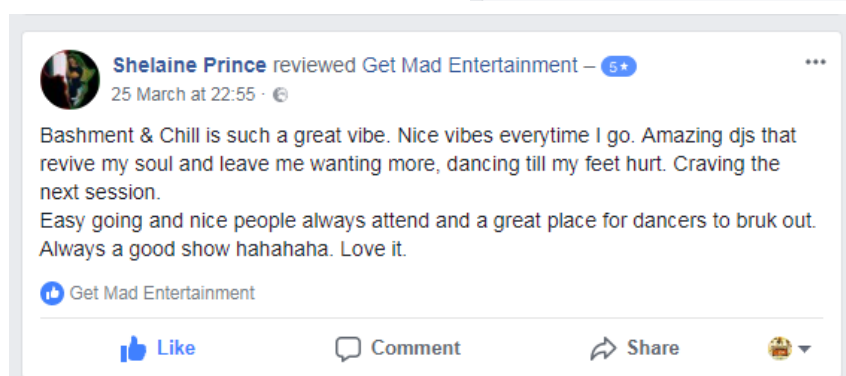 Shelaine Prince reviewed Get Mad Entertainment – 5★
25 March at 22:55 ·
Bashment & Chill is such a great vibe. Nice vibes everytime I go. Amazing djs that
revive my soul and leave me wanting more, dancing till my feet hurt. Craving the
next session.
Easy going and nice people always attend and a great place for dancers to bruk out.
Always a good show hahahaha. Love it.
Get Mad Entertainment
Like Comment Share